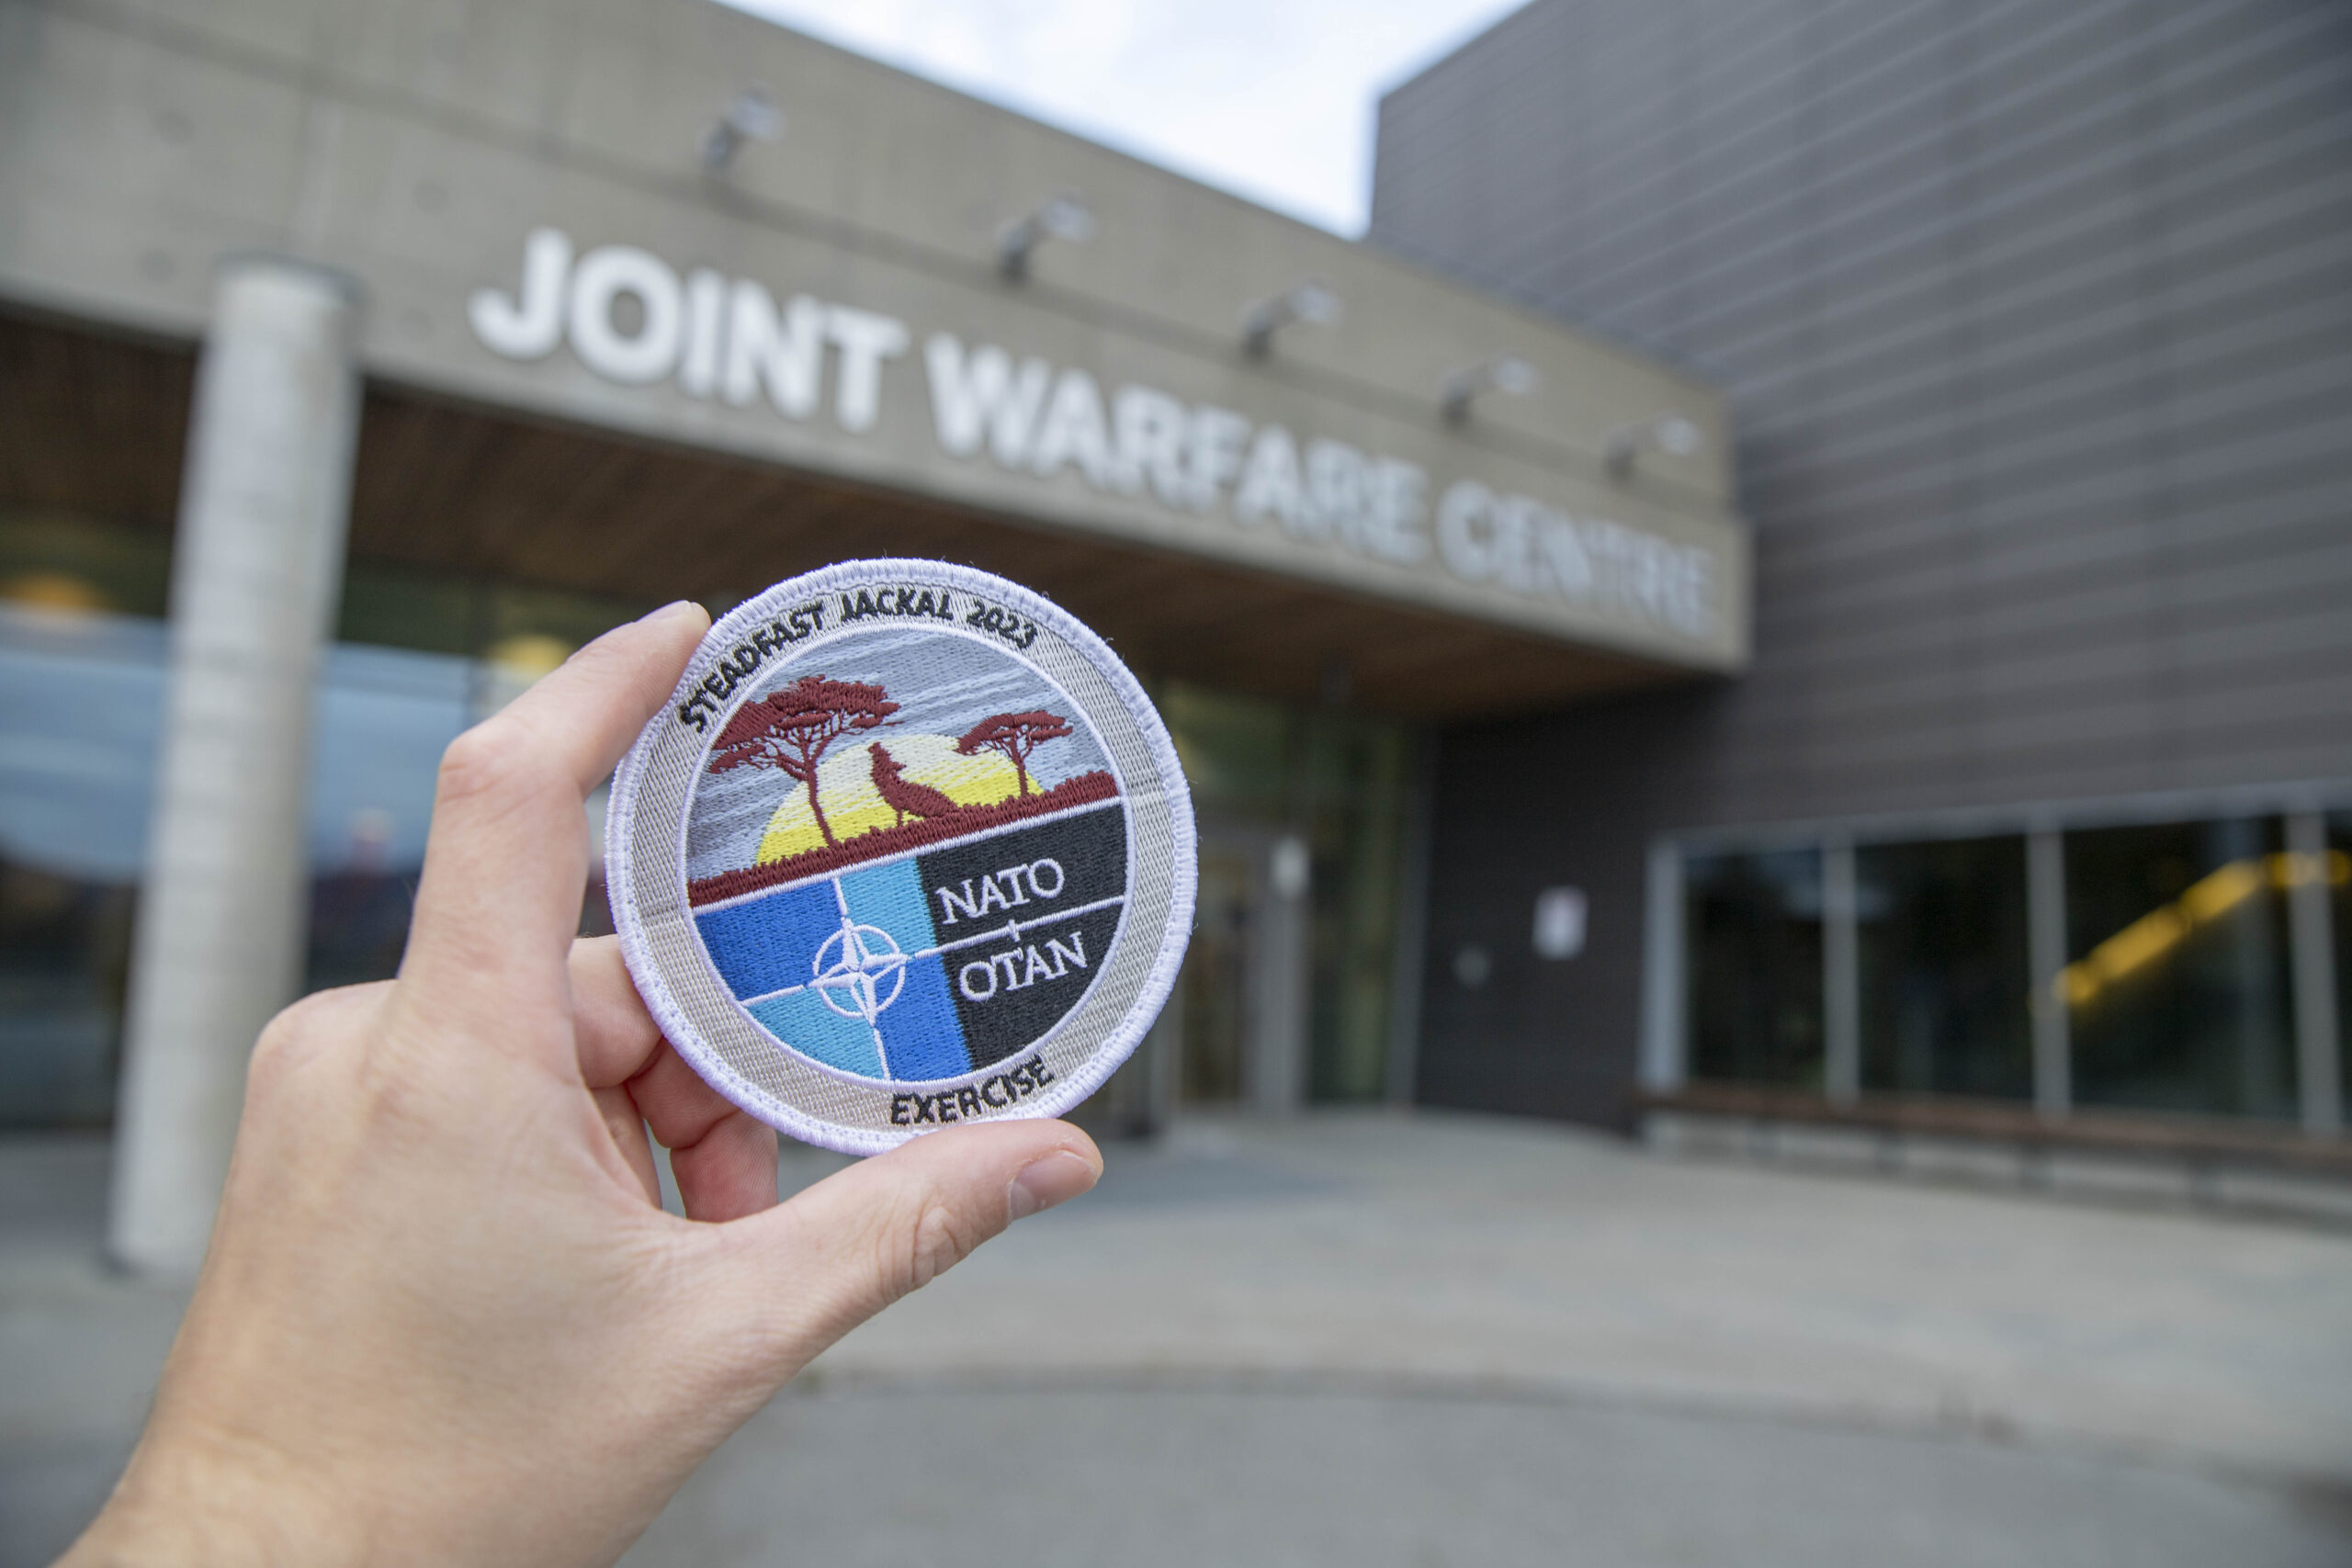 JOINT WARFARE CENTRE
STEADFAST JACKAL 2023
NATO
OTAN
EXERCISE